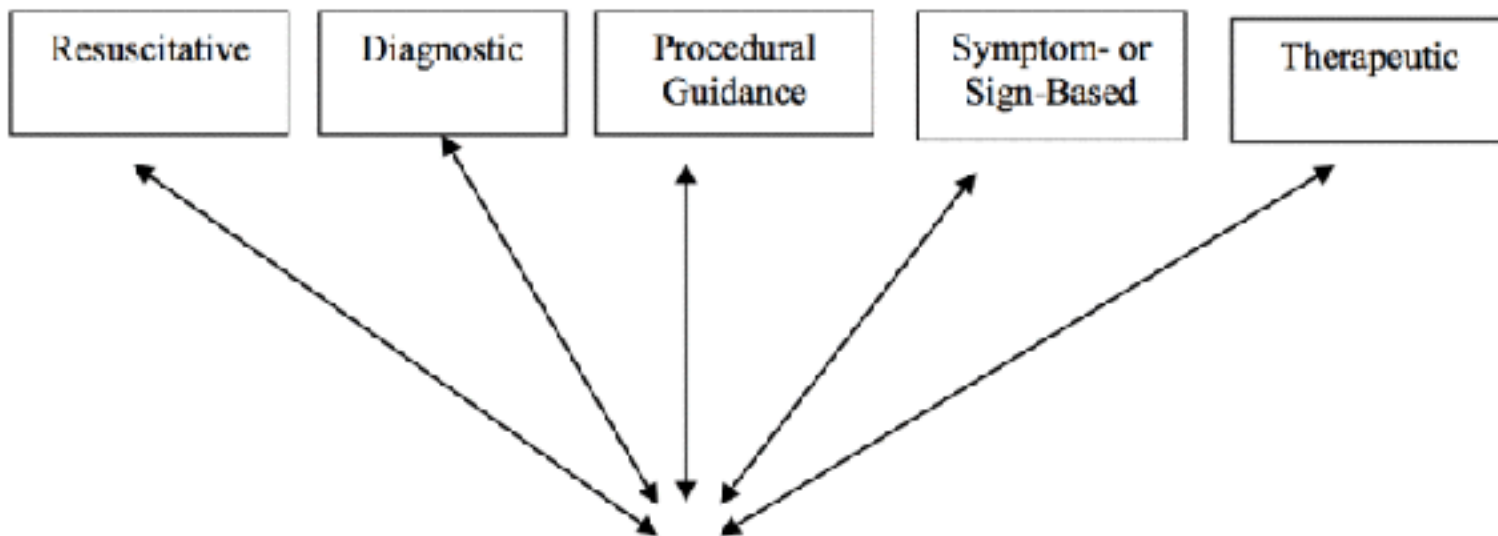 Resuscitative
Diagnostic
Procedural
Guidance
Symptom- or
Sign-Based
Therapeutic